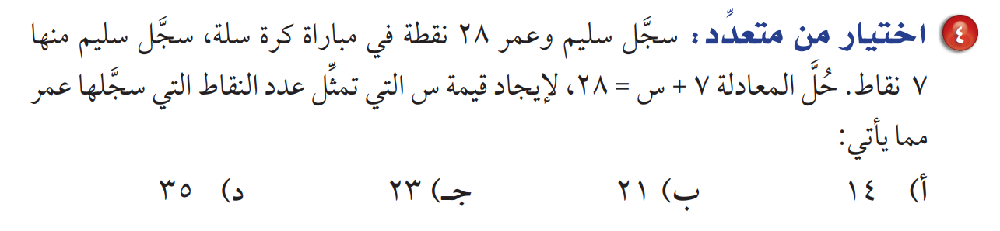 ٤ اختيار من متعدِّد: سجَّل سليم وعمر ٢٨ نقطة في مباراة كرة سلة، سجَّل سليم منها
٧ نقاط. حُلَّ المعادلة ٧ + س = ٢٨، لإيجاد قيمة س التي تمثِّل عدد النقاط التي سجَّلها عمر
مما يأتي:
أ) ١٤ ب) ٢١ جـ) ٢٣ د) ٣٥